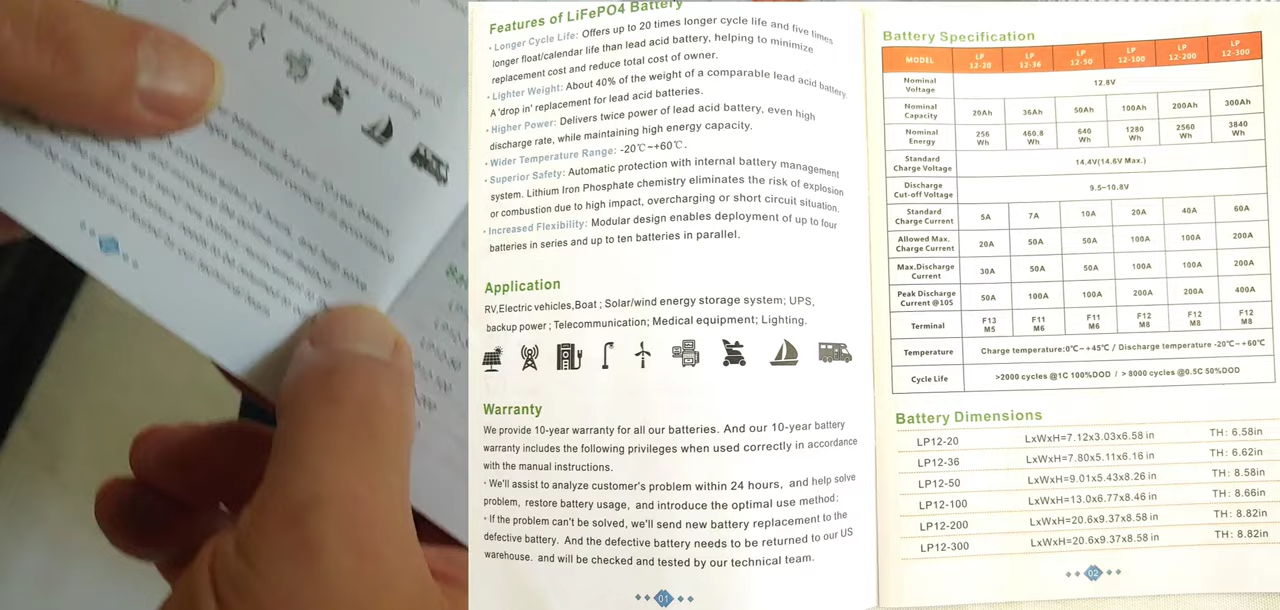 Features of LiFePO4 Battery
· Longer Cycle Life: Offers up to 20 times longer cycle life and five times
longer float/calendar life than lead acid battery, helping to minimize
replacement cost and reduce total cost of owner.
· Lighter Weight: About 40% of the weight of a comparable lead acid battery.
A 'drop in' replacement for lead acid batteries.
· Higher Power: Delivers twice power of lead acid battery, even high
discharge rate, while maintaining high energy capacity.
· Wider Temperature Range: -20℃~+60℃.
· Superior Safety: Automatic protection with internal battery management
system. Lithium Iron Phosphate chemistry eliminates the risk of explosion
or combustion due to high impact, overcharging or short circuit situation.
· Increased Flexibility: Modular design enables deployment of up to four
batteries in series and up to ten batteries in parallel.
Application
RV,Electric vehicles,Boat ; Solar/wind energy storage system; UPS,
backup power ; Telecommunication; Medical equipment; Lighting.
Warranty
We provide 10-year warranty for all our batteries. And our 10-year battery
warranty includes the following privileges when used correctly in accordance
with the manual instructions.
· We'll assist to analyze customer's problem within 24 hours, and help solve
problem, restore battery usage, and introduce the optimal use method:
· If the problem can't be solved, we'll send new battery replacement to the
defective battery. And the defective battery needs to be returned to our US
warehouse. and will be checked and tested by our technical team.
01
Battery Specification
MODEL LP 12-20 LP 12-36 LP 12-50 LP 12-100 LP 12-200 LP 12-300
Nominal Voltage 12.8V
Nominal Capacity 20Ah 36Ah 50Ah 100Ah 200Ah 300Ah
Nominal Energy 256 Wh 460.8 Wh 640 Wh 1280 Wh 2560 Wh 3840 Wh
Standard Charge Voltage 14.4V(14.6V Max.)
Discharge Cut-off Voltage 9.5~10.8V
Standard Charge Current 5A 7A 10A 20A 40A 60A
Allowed Max. Charge Current 20A 50A 50A 100A 100A 200A
Max.Discharge Current 30A 50A 50A 100A 100A 200A
Peak Discharge Current @10S 50A 100A 100A 200A 200A 400A
Terminal F13 M5 F11 M6 F11 M6 F12 M8 F12 M8 F12 M8
Temperature Charge temperature:0℃~+45℃ / Discharge temperature -20℃~+60℃
Cycle Life >2000 cycles @1C 100%DOD / > 8000 cycles @0.5C 50%DOD
Battery Dimensions
LP12-20 LxWxH=7.12x3.03x6.58 in TH: 6.58in
LP12-36 LxWxH=7.80x5.11x6.16 in TH: 6.62in
LP12-50 LxWxH=9.01x5.43x8.26 in TH: 8.58in
LP12-100 LxWxH=13.0x6.77x8.46 in TH: 8.66in
LP12-200 LxWxH=20.6x9.37x8.58 in TH: 8.82in
LP12-300 LxWxH=20.6x9.37x8.58 in TH: 8.82in
02